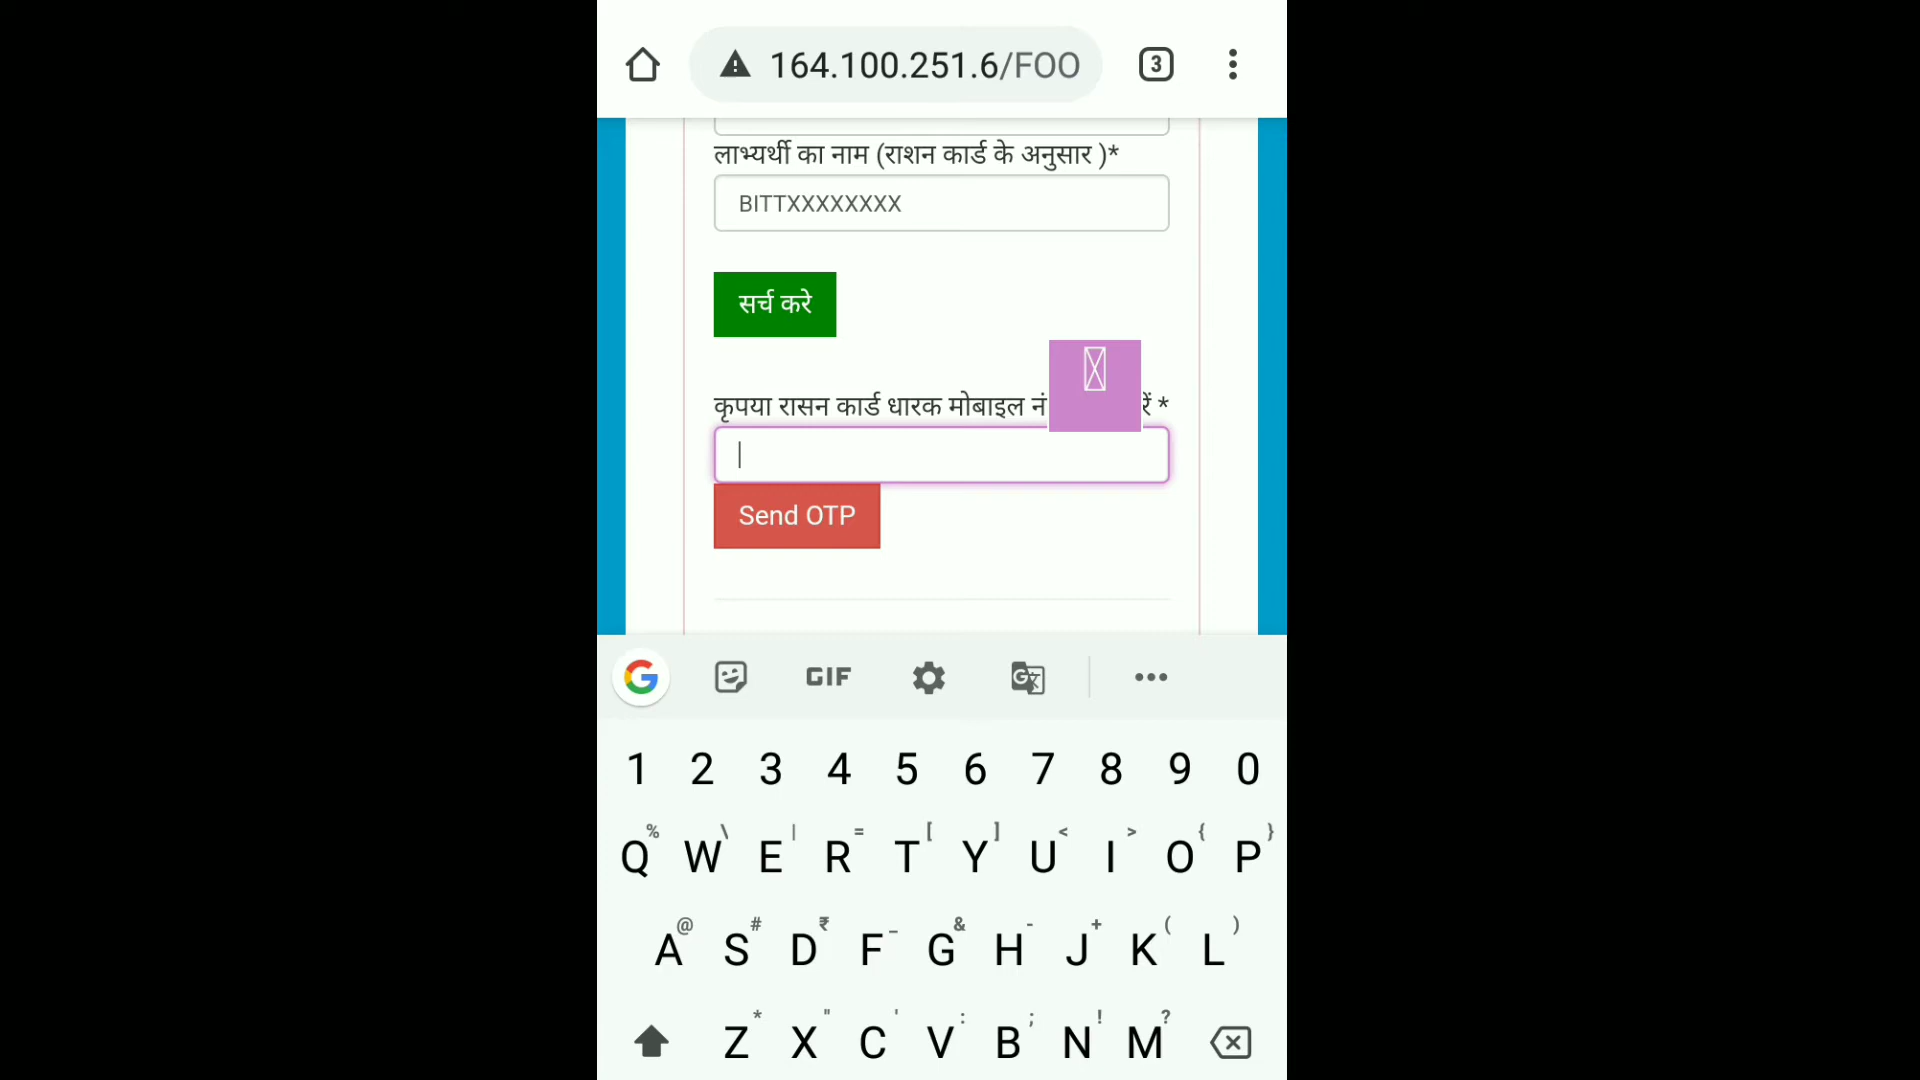 164.100.251.6/FOO
3
लाभ्यर्थी का नाम (राशन कार्ड के अनुसार )*
BITTXXXXXXXX
सर्च करे
कृपया रासन कार्ड धारक मोबाइल नं रें *
Send OTP
GIF
1 2 3 4 5 6 7 8 9 0
% \ | = [ ] < > { }
Q W E R T Y U I O P
@ # ₹ _ & - + ( )
A S D F G H J K L
* " ' : ; ! ?
Z X C V B N M